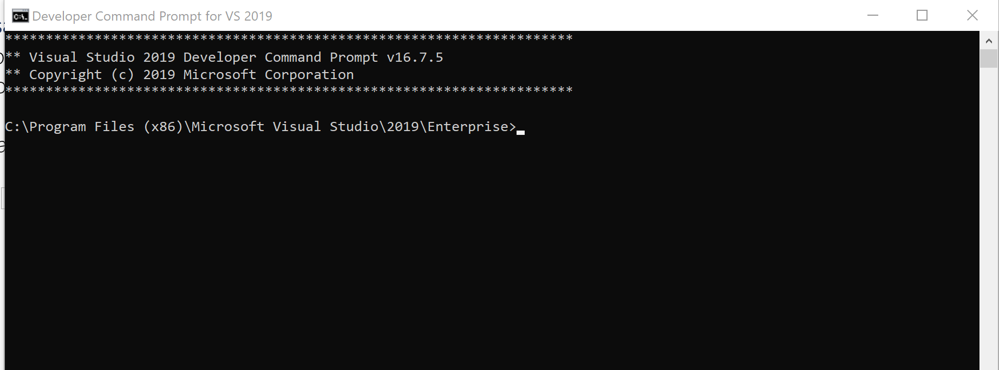 Developer Command Prompt for VS 2019
**********************************************************************
** Visual Studio 2019 Developer Command Prompt v16.7.5
** Copyright (c) 2019 Microsoft Corporation
**********************************************************************
C:\Program Files (x86)\Microsoft Visual Studio\2019\Enterprise>